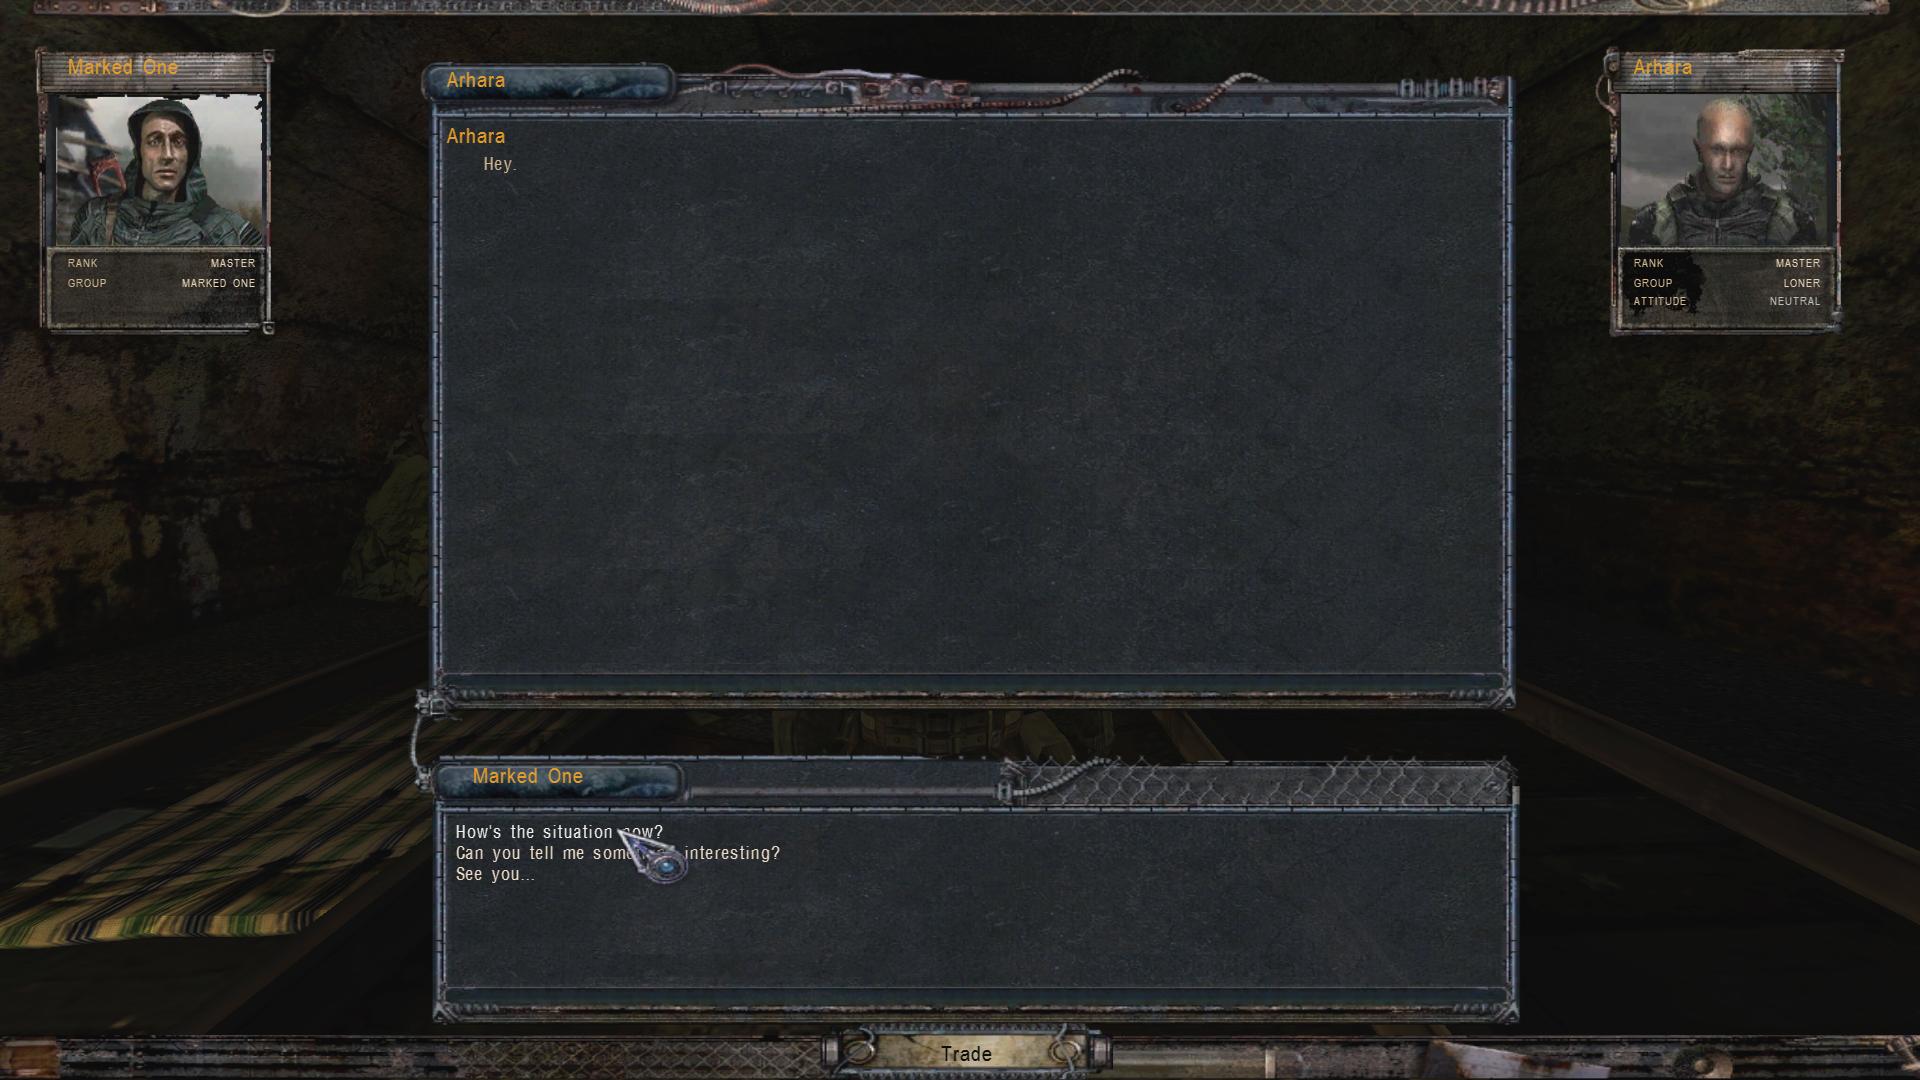 Marked One
RANK MASTER
GROUP MARKED ONE
Arhara
Arhara
Hey.
Arhara
RANK MASTER
GROUP LONER
ATTITUDE NEUTRAL
Marked One
How's the situation now?
Can you tell me interesting?
See you...
Trade